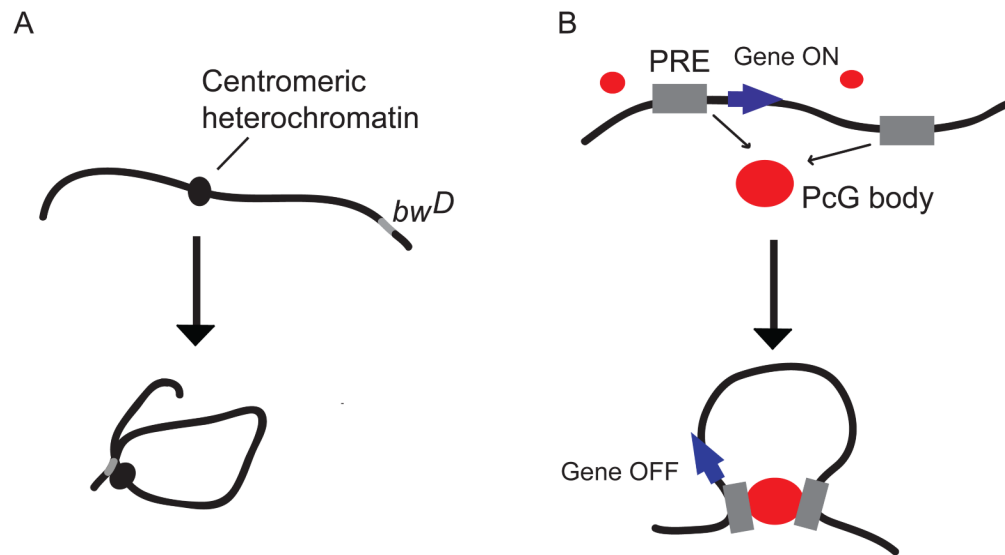 A
Centromeric
heterochromatin
bwD
B
PRE
Gene ON
PcG body
Gene OFF